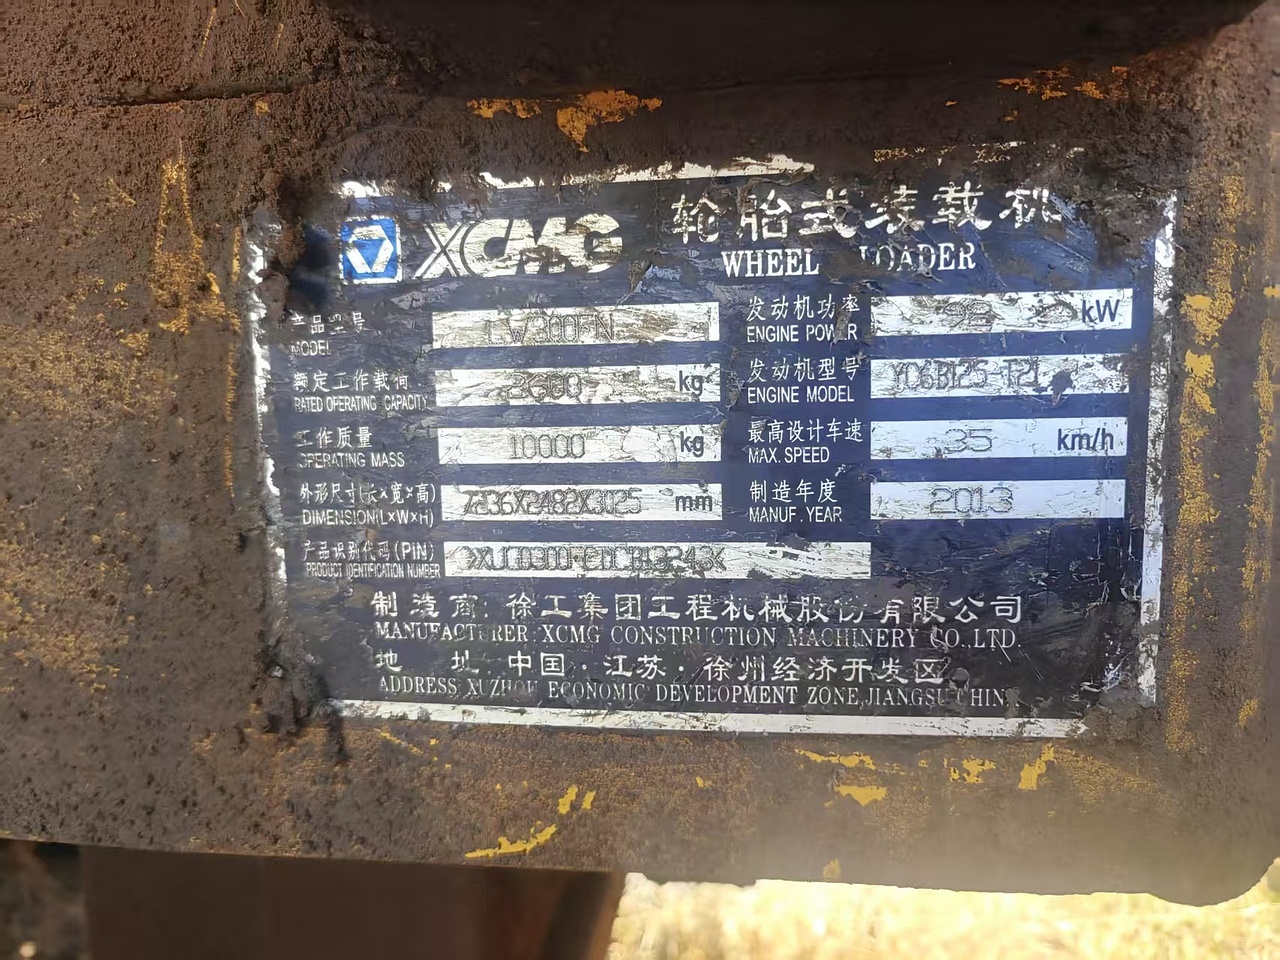 XCMG 轮胎式装载机
WHEEL LOADER
产品型号 LW300FN 发动机功率 92 kW
MODEL ENGINE POWER
额定工作载荷 kg 发动机型号 YC6B125-T21
RATED OPERATING CAPACITY ENGINE MODEL
工作质量 10000 kg 最高设计车速 35 km/h
OPERATING MASS MAX. SPEED
外形尺寸(长×宽×高) 7236X2482X3025 mm 制造年度 2013
DIMENSION(L×W×H) MANUF.YEAR
产品识别代码(PIN)
PRODUCT IDENTIFICATION NUMBER
制造商:徐工集团工程机械股份有限公司
MANUFACTURER:XCMG CONSTRUCTION MACHINERY CO.,LTD.
地 址:中国·江苏·徐州经济开发区
ADDRESS:XUZHOU ECONOMIC DEVELOPMENT ZONE,JIANGSU CHIN